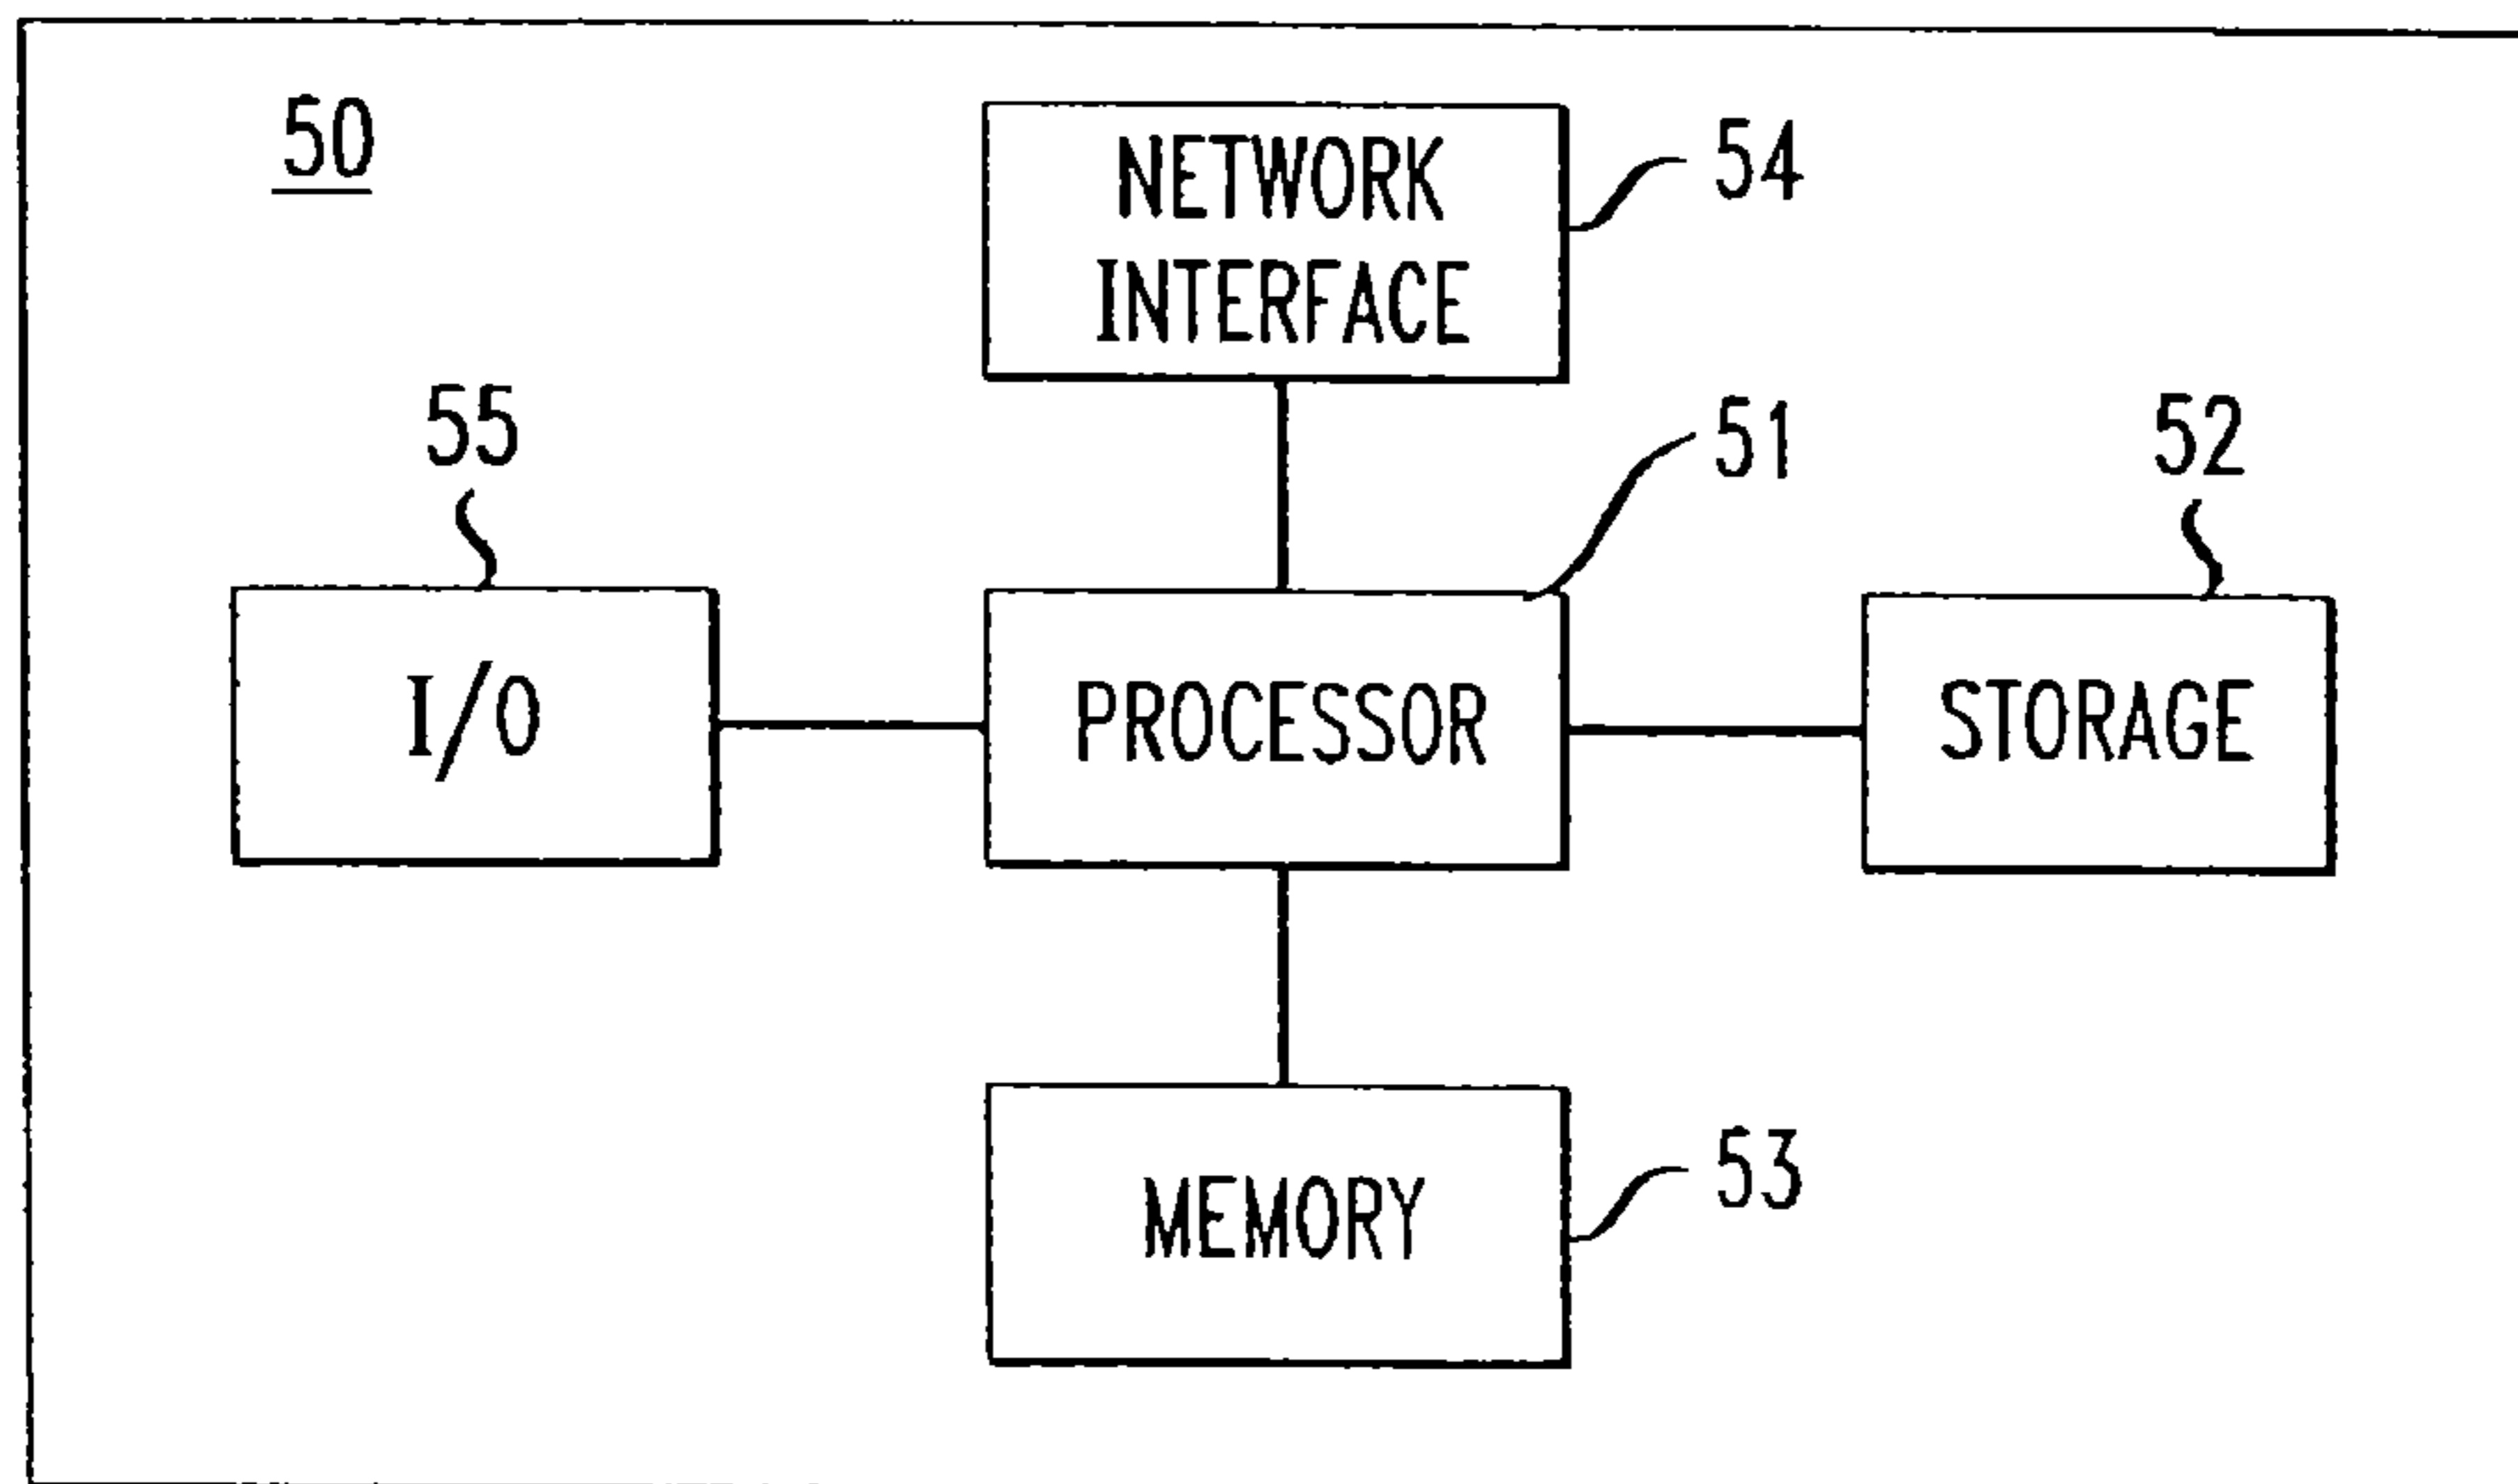 50
NETWORK
INTERFACE
54
55
51
52
I/O
PROCESSOR
STORAGE
MEMORY
53